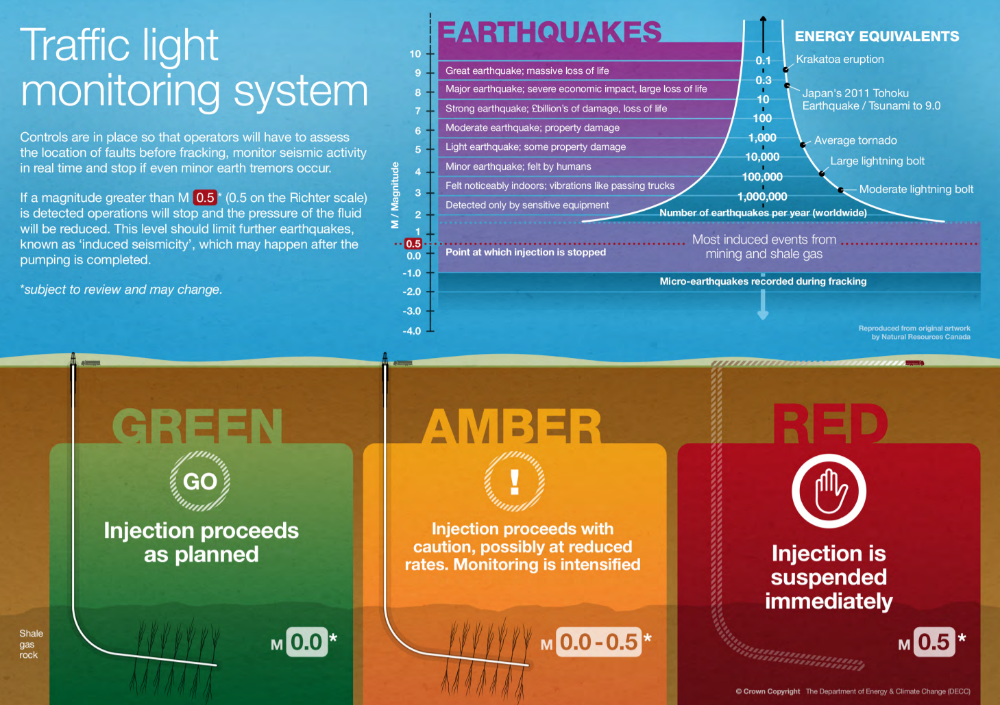 Traffic light
monitoring system
Controls are in place so that operators will have to assess
the location of faults before fracking, monitor seismic activity
in real time and stop if even minor earth tremors occur.
If a magnitude greater than M 0.5* (0.5 on the Richter scale)
is detected operations will stop and the pressure of the fluid
will be reduced. This level should limit further earthquakes,
known as ‘induced seismicity’, which may happen after the
pumping is completed.
*subject to review and may change.
M / Magnitude
10
9
8
7
6
5
4
3
2
1
0.5
0.0
-1.0
-2.0
-3.0
-4.0
EARTHQUAKES
Great earthquake; massive loss of life
Major earthquake; severe economic impact, large loss of life
Strong earthquake; £billion's of damage, loss of life
Moderate earthquake; property damage
Light earthquake; some property damage
Minor earthquake; felt by humans
Felt noticeably indoors; vibrations like passing trucks
Detected only by sensitive equipment
0.1
0.3
10
100
1,000
10,000
100,000
1,000,000
Number of earthquakes per year (worldwide)
ENERGY EQUIVALENTS
Krakatoa eruption
Japan's 2011 Tohoku
Earthquake / Tsunami to 9.0
Average tornado
Large lightning bolt
Moderate lightning bolt
Point at which injection is stopped
Most induced events from
mining and shale gas
Micro-earthquakes recorded during fracking
Reproduced from original artwork
by Natural Resources Canada
GREEN
GO
Injection proceeds
as planned
M 0.0*
Shale
gas
rock
AMBER
!
Injection proceeds with
caution, possibly at reduced
rates. Monitoring is intensified
M 0.0 - 0.5*
RED
Injection is
suspended
immediately
M 0.5*
© Crown Copyright The Department of Energy & Climate Change (DECC)